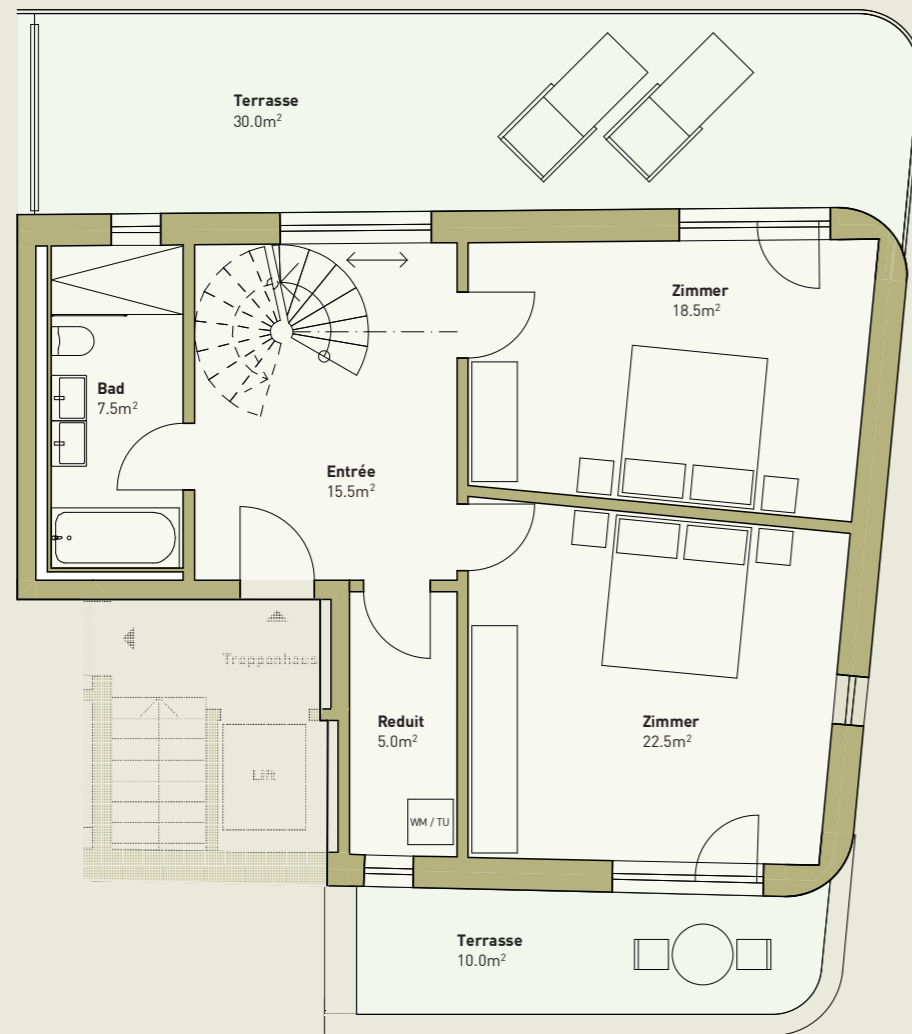 Terrasse
30.0m²
Zimmer
18.5m²
Bad
7.5m²
Entrée
15.5m²
Treppenhaus
Reduit
5.0m²
Zimmer
22.5m²
Lift
WM / TU
Terrasse
10.0m²